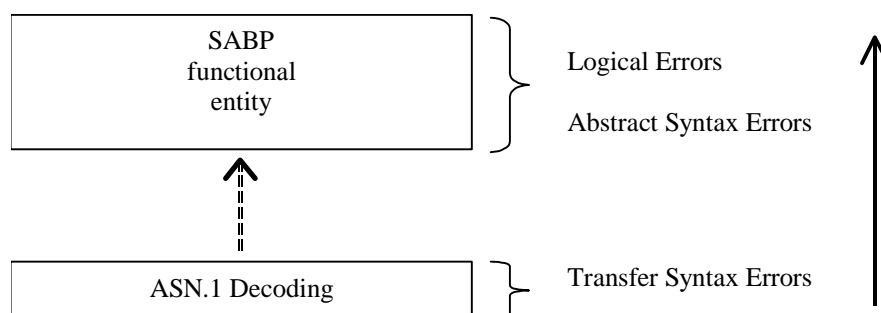 SABP
functional
entity
Logical Errors
Abstract Syntax Errors
ASN.1 Decoding
Transfer Syntax Errors